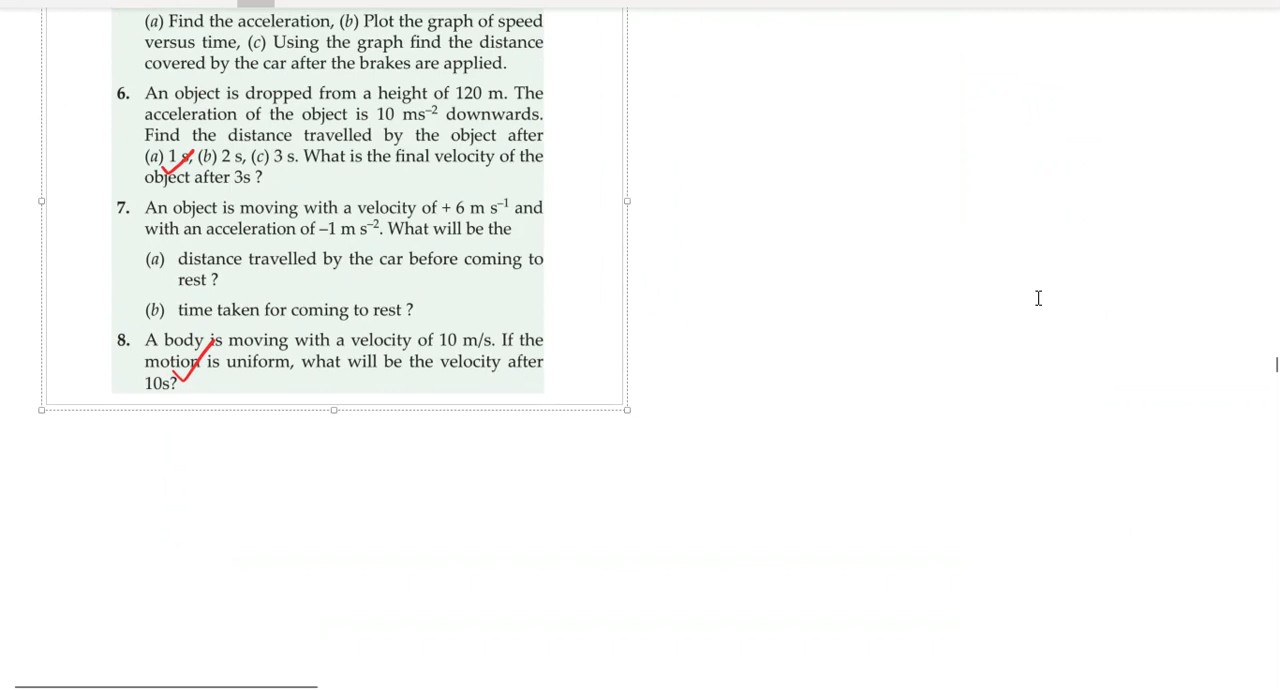 (a) Find the acceleration, (b) Plot the graph of speed
versus time, (c) Using the graph find the distance
covered by the car after the brakes are applied.
6. An object is dropped from a height of 120 m. The
acceleration of the object is 10 ms⁻² downwards.
Find the distance travelled by the object after
(a) 1 s, (b) 2 s, (c) 3 s. What is the final velocity of the
object after 3s ?
7. An object is moving with a velocity of + 6 m s⁻¹ and
with an acceleration of –1 m s⁻². What will be the
(a) distance travelled by the car before coming to
rest ?
(b) time taken for coming to rest ?
8. A body is moving with a velocity of 10 m/s. If the
motion is uniform, what will be the velocity after
10s?